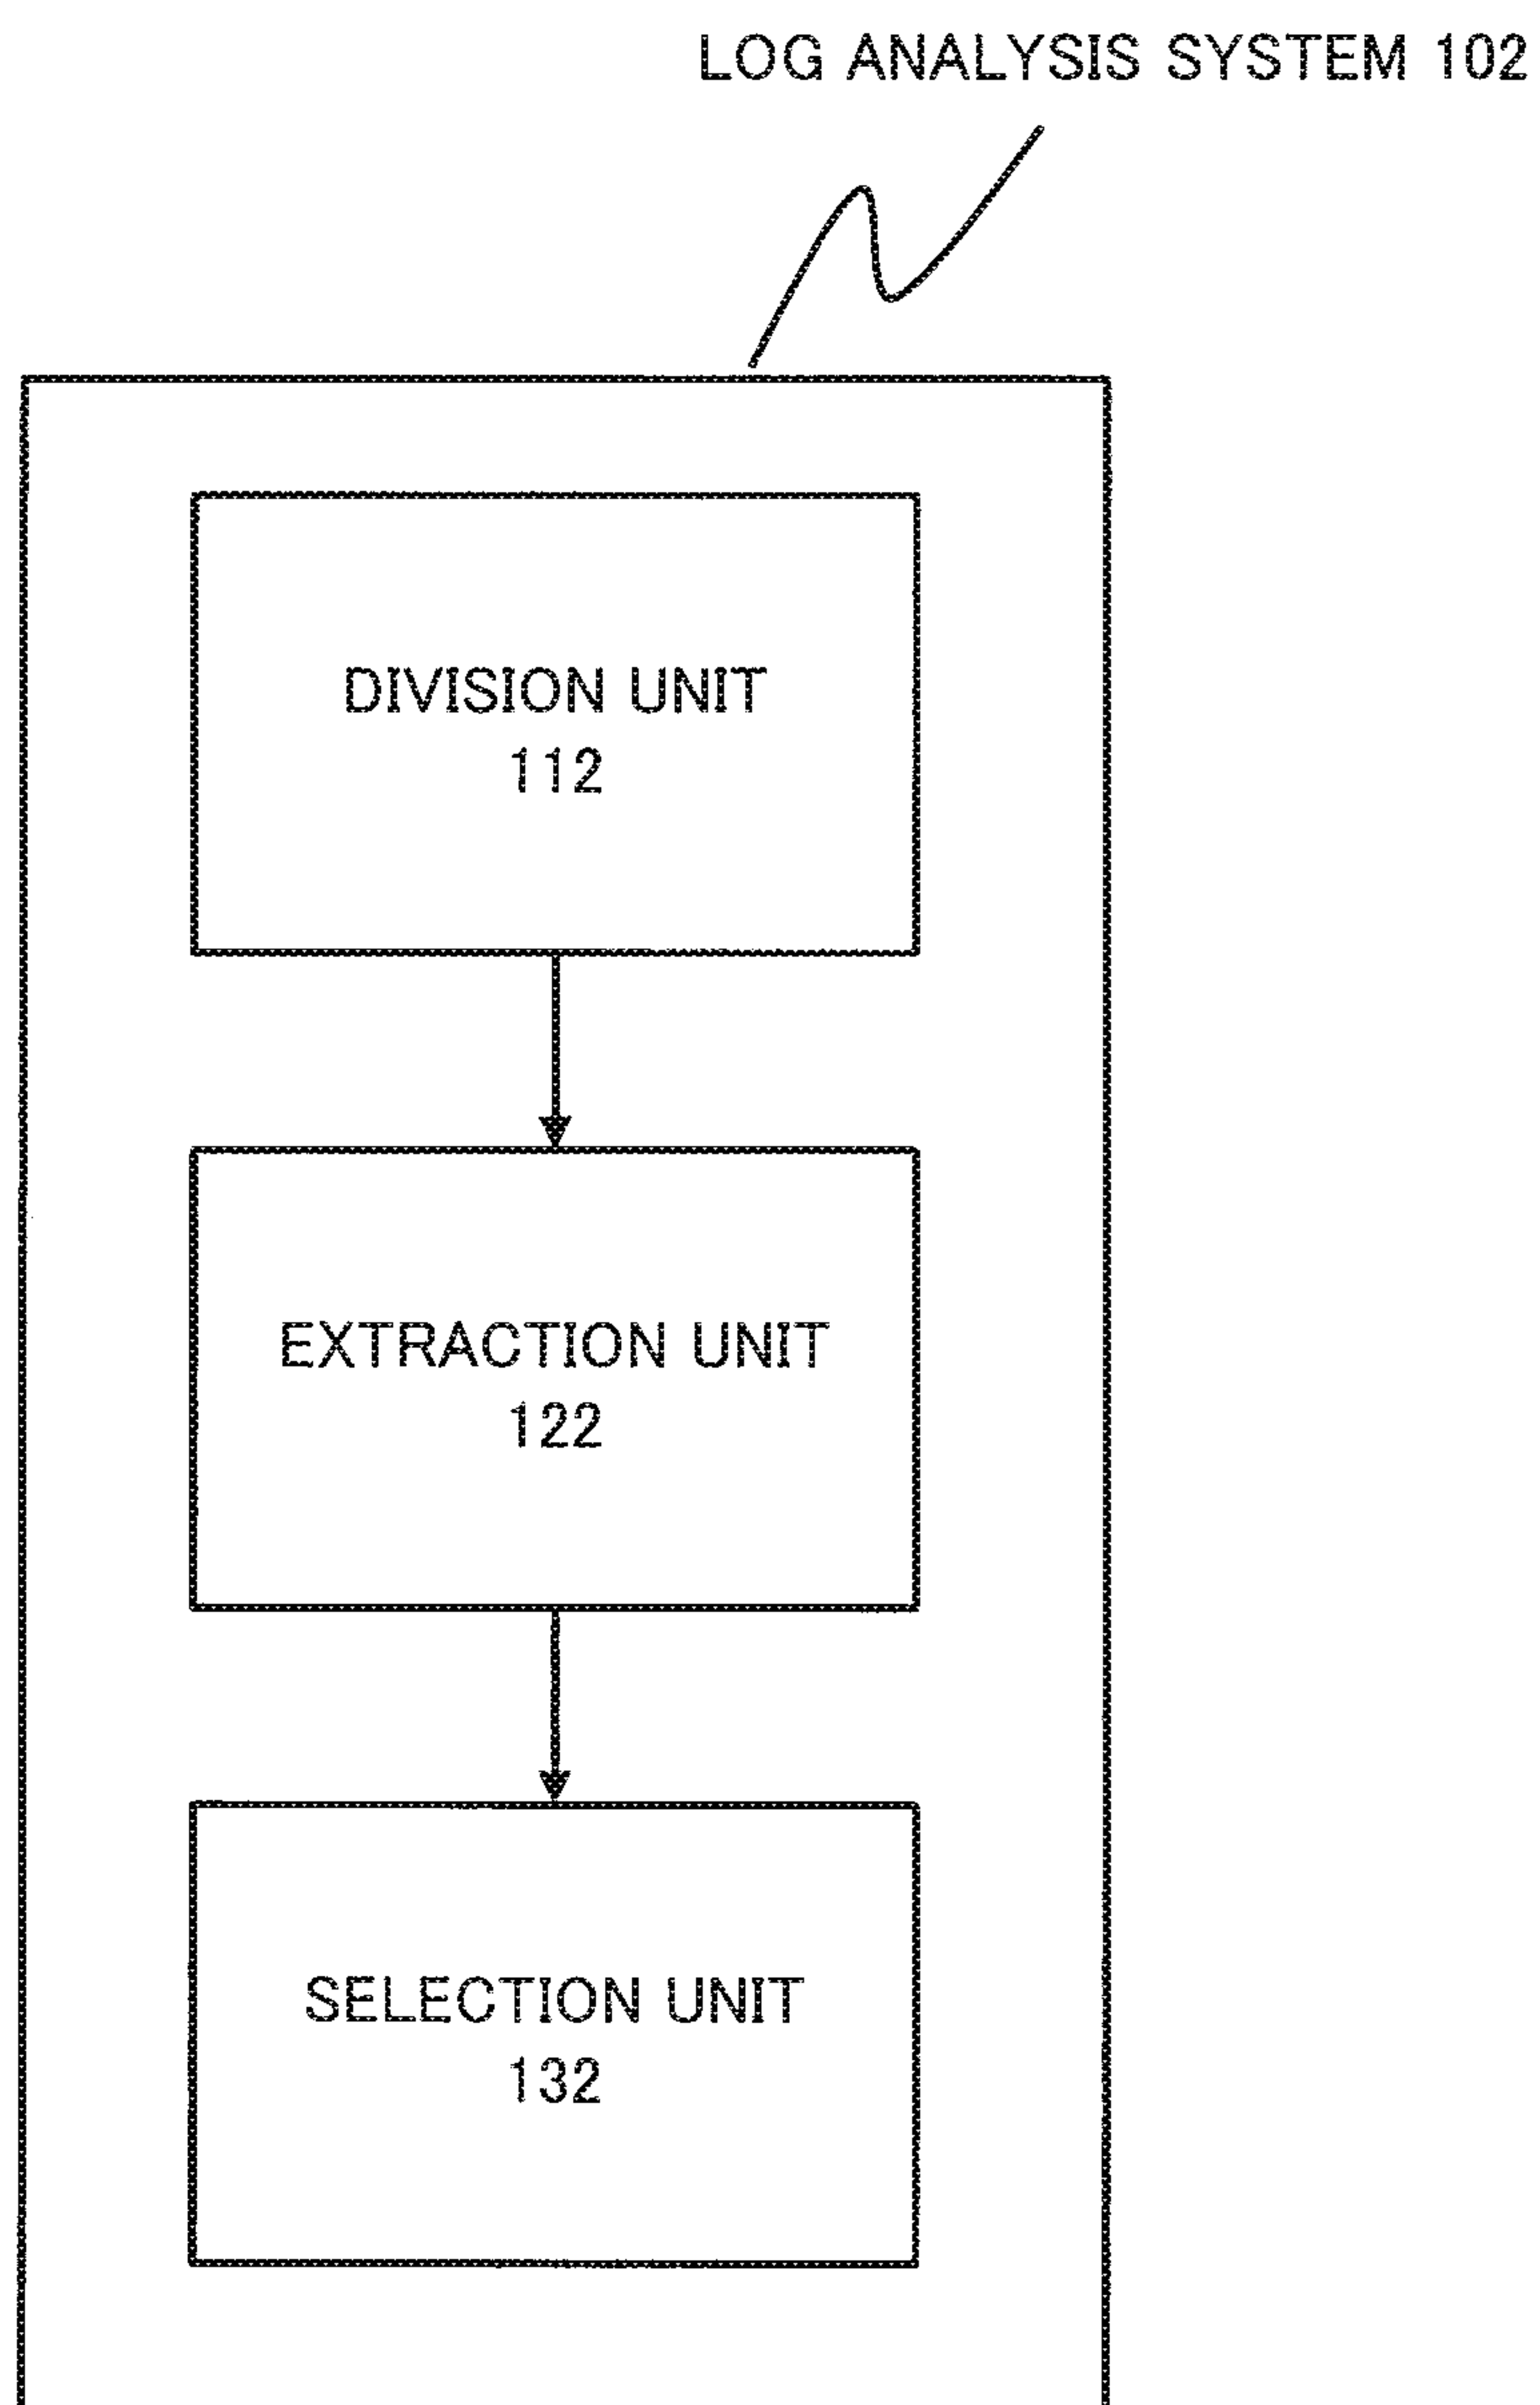 LOG ANALYSIS SYSTEM 102
DIVISION UNIT
112
EXTRACTION UNIT
122
SELECTION UNIT
132